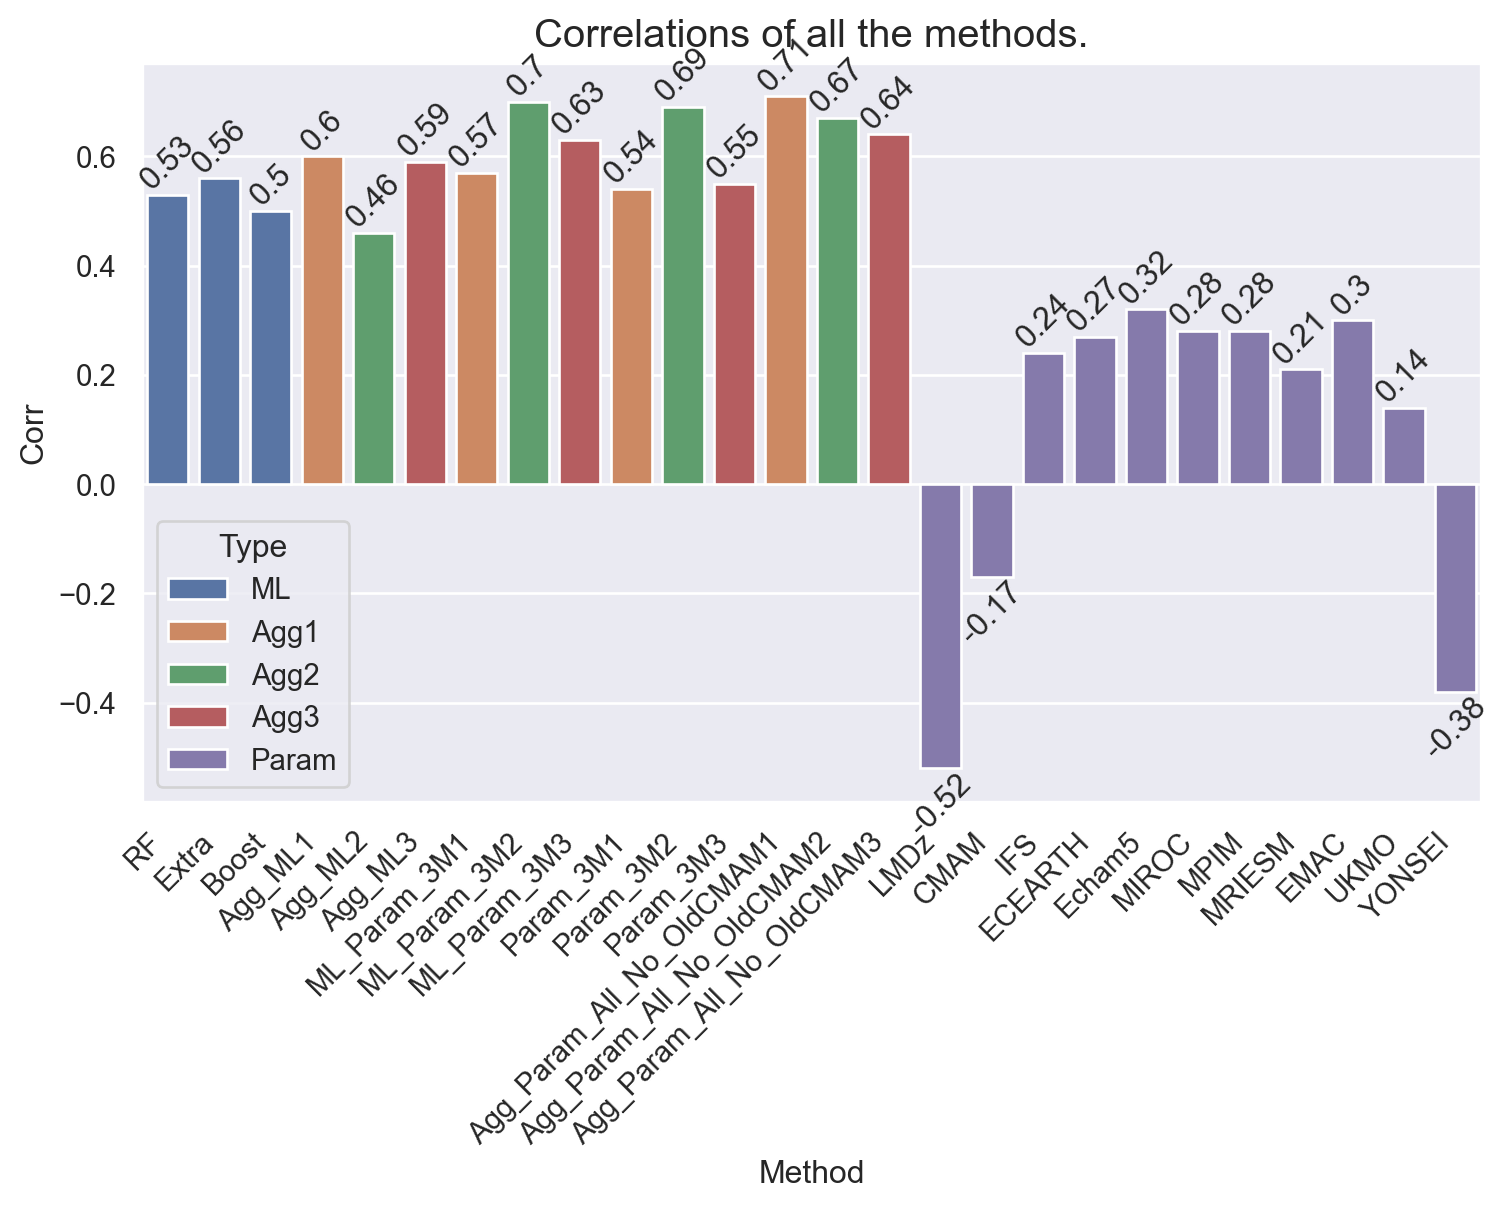 Correlations of all the methods.
0.53
0.56
0.5
0.6
0.46
0.59
0.57
0.7
0.63
0.54
0.69
0.55
0.71
0.67
0.64
-0.52
-0.17
0.24
0.27
0.32
0.28
0.28
0.21
0.3
0.14
-0.38
Corr
0.6
0.4
0.2
0.0
−0.2
−0.4
Type
ML
Agg1
Agg2
Agg3
Param
RF
Extra
Boost
Agg_ML1
Agg_ML2
Agg_ML3
ML_Param_3M1
ML_Param_3M2
ML_Param_3M3
Param_3M1
Param_3M2
Param_3M3
Agg_Param_All_No_OldCMAM1
Agg_Param_All_No_OldCMAM2
Agg_Param_All_No_OldCMAM3
LMDz
CMAM
IFS
ECEARTH
Echam5
MIROC
MPIM
MRIESM
EMAC
UKMO
YONSEI
Method